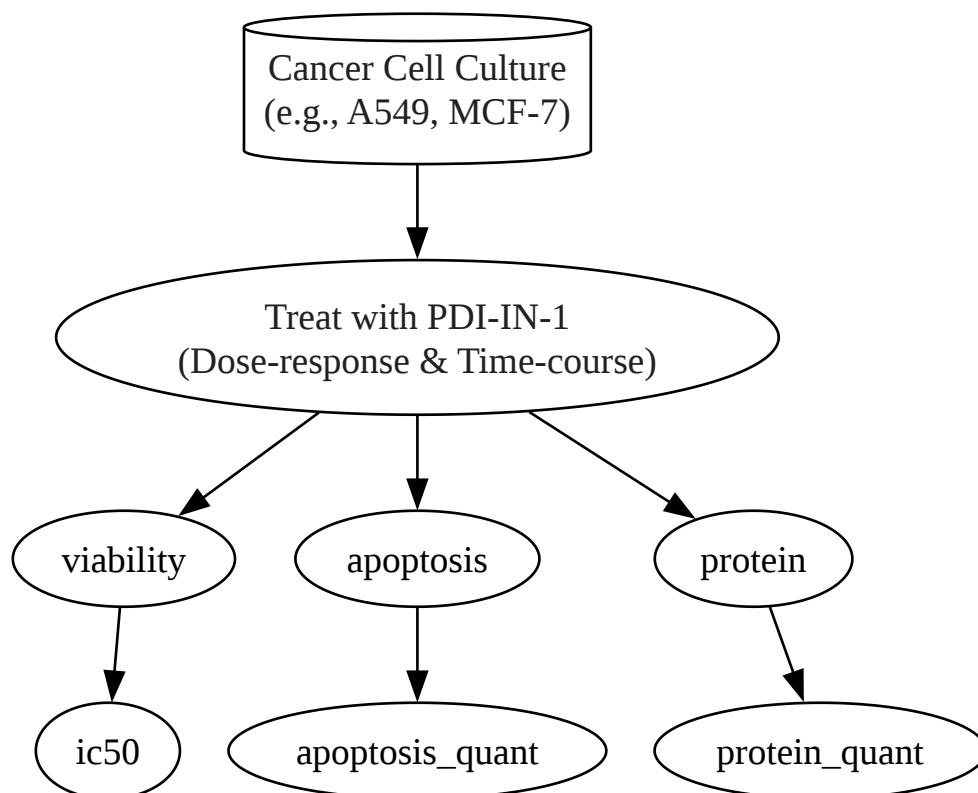 Cancer Cell Culture
(e.g., A549, MCF-7)
Treat with PDI-IN-1
(Dose-response & Time-course)
viability
apoptosis
protein
ic50
apoptosis_quant
protein_quant